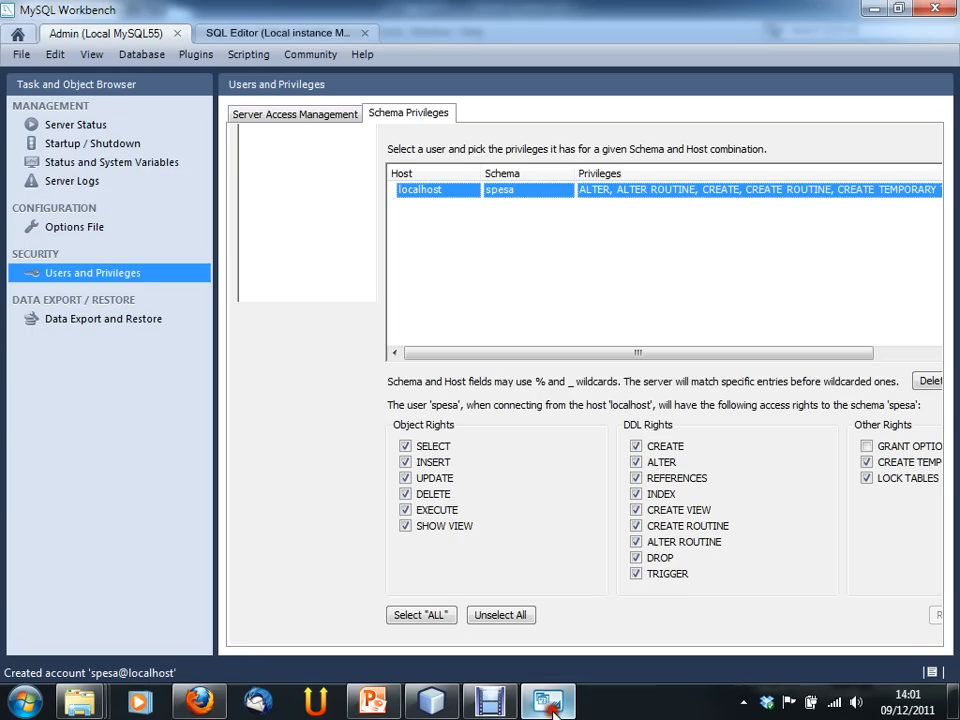 MySQL Workbench
Admin (Local MySQL55)
SQL Editor (Local instance M...
File Edit View Database Plugins Scripting Community Help
Task and Object Browser
MANAGEMENT
Server Status
Startup / Shutdown
Status and System Variables
Server Logs
CONFIGURATION
Options File
SECURITY
Users and Privileges
DATA EXPORT / RESTORE
Data Export and Restore
Users and Privileges
Server Access Management
Schema Privileges
Select a user and pick the privileges it has for a given Schema and Host combination.
Host Schema Privileges
localhost spesa ALTER, ALTER ROUTINE, CREATE, CREATE ROUTINE, CREATE TEMPORARY
Schema and Host fields may use % and _ wildcards. The server will match specific entries before wildcarded ones.
Delet
The user 'spesa', when connecting from the host 'localhost', will have the following access rights to the schema 'spesa':
Object Rights
SELECT
INSERT
UPDATE
DELETE
EXECUTE
SHOW VIEW
DDL Rights
CREATE
ALTER
REFERENCES
INDEX
CREATE VIEW
CREATE ROUTINE
ALTER ROUTINE
DROP
TRIGGER
Other Rights
GRANT OPTIO
CREATE TEMP
LOCK TABLES
Select "ALL"
Unselect All
R
Created account 'spesa@localhost'
14:01
09/12/2011